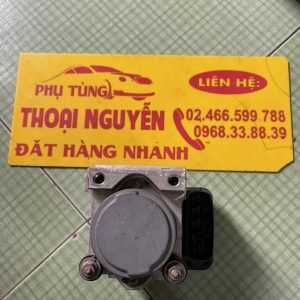 PHỤ TÙNG
THOẠI NGUYỄN
ĐẶT HÀNG NHANH
LIÊN HỆ:
02.466.599 788
0968.33.88.39